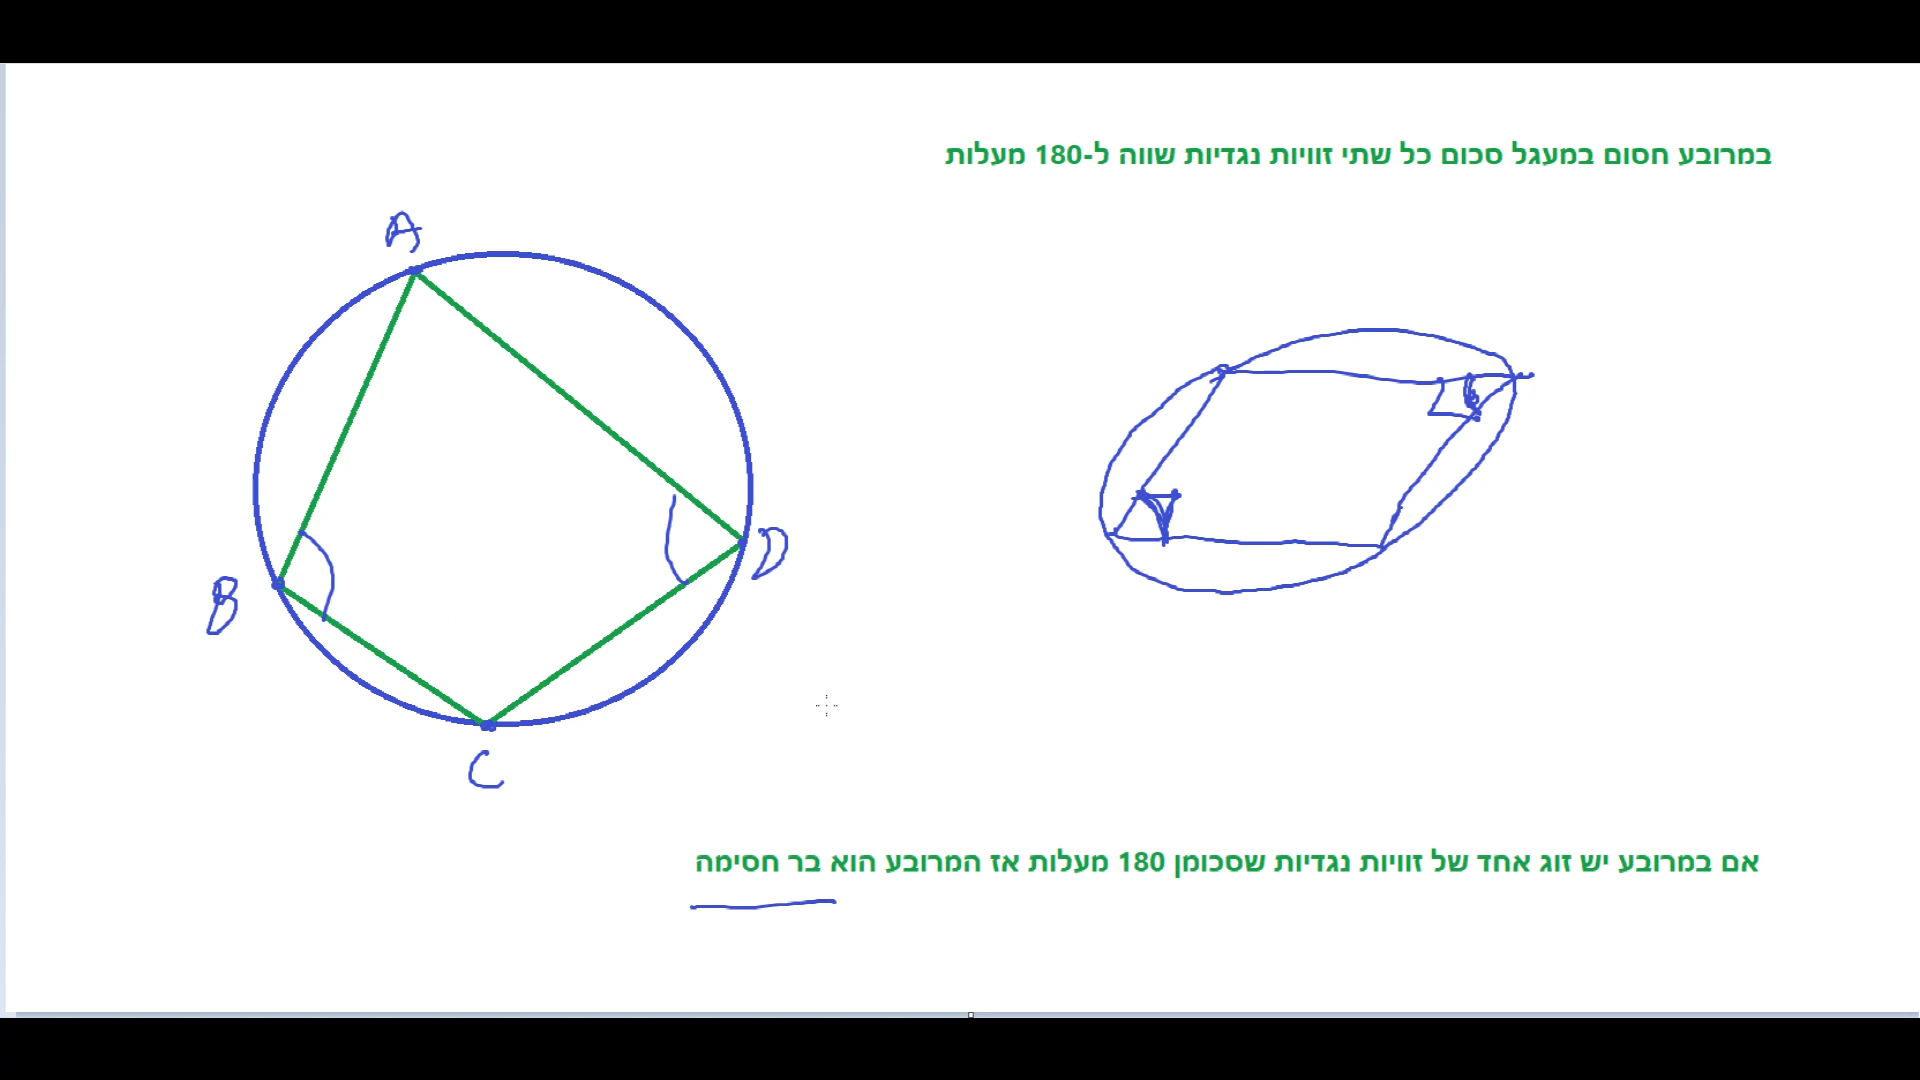 במרובע חסום במעגל סכום כל שתי זוויות נגדיות שווה ל-180 מעלות
A
B
D
C
אם במרובע יש זוג אחד של זוויות נגדיות שסכומן 180 מעלות אז המרובע הוא בר חסימה